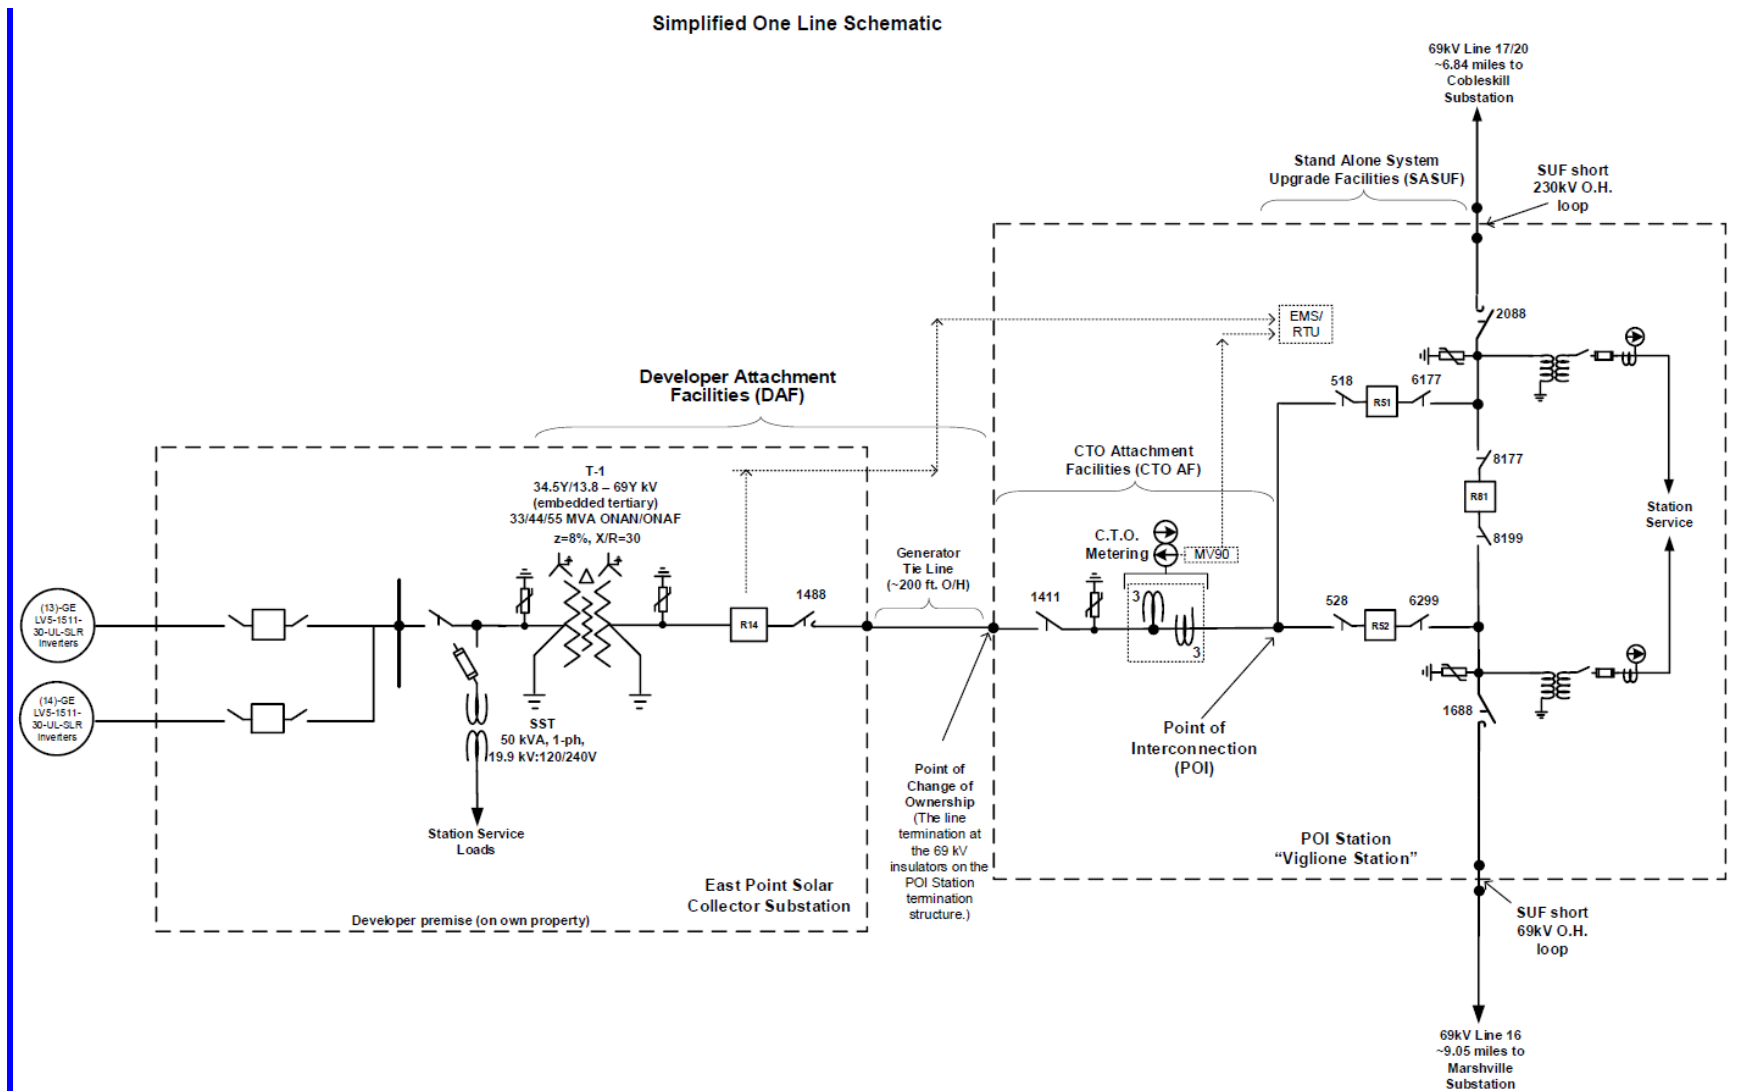 Simplified One Line Schematic
69kV Line 17/20
~6.84 miles to
Cobleskill
Substation
Stand Alone System
Upgrade Facilities (SASUF)
SUF short
230kV O.H.
loop
EMS/
RTU
2088
518
6177
R51
Developer Attachment
Facilities (DAF)
CTO Attachment
Facilities (CTO AF)
8177
R81
8199
Station
Service
T-1
34.5Y/13.8 – 69Y kV
(embedded tertiary)
33/44/55 MVA ONAN/ONAF
z=8%, X/R=30
C.T.O.
Metering
MV90
Generator
Tie Line
(~200 ft. O/H)
(13)-GE
LV5-1511-
30-UL-SLR
Inverters
R14
1488
1411
3
3
528
6299
R52
(14)-GE
LV5-1511-
30-UL-SLR
Inverters
SST
50 kVA, 1-ph,
19.9 kV:120/240V
1688
Point of
Interconnection
(POI)
Point of
Change of
Ownership
(The line
termination at
the 69 kV
insulators on the
POI Station
termination
structure.)
Station Service
Loads
POI Station
“Viglione Station”
East Point Solar
Collector Substation
Developer premise (on own property)
SUF short
69kV O.H.
loop
69kV Line 16
~9.05 miles to
Marshville
Substation